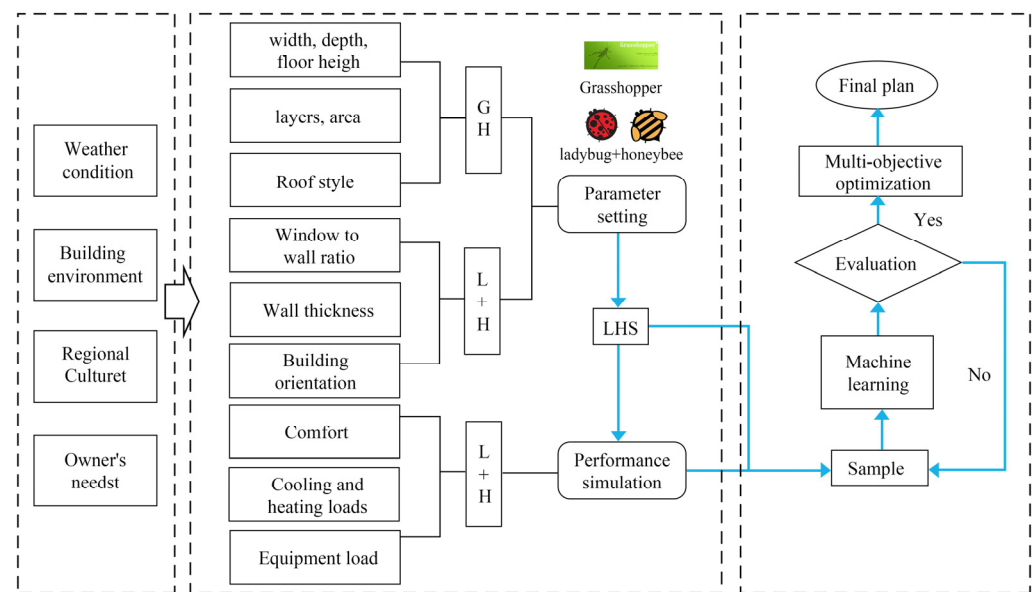 Weather
condition
Building
environment
Regional
Culturet
Owner's
needst
width, depth,
floor heigh
layers, area
Roof style
Window to
wall ratio
Wall thickness
Building
orientation
Comfort
Cooling and
heating loads
Equipment load
G
H
L
+
H
L
+
H
Grasshopper
Grasshopper
ladybug+honeybee
Parameter
setting
LHS
Performance
simulation
Final plan
Multi-objective
optimization
Yes
Evaluation
Machine
learning
No
Sample